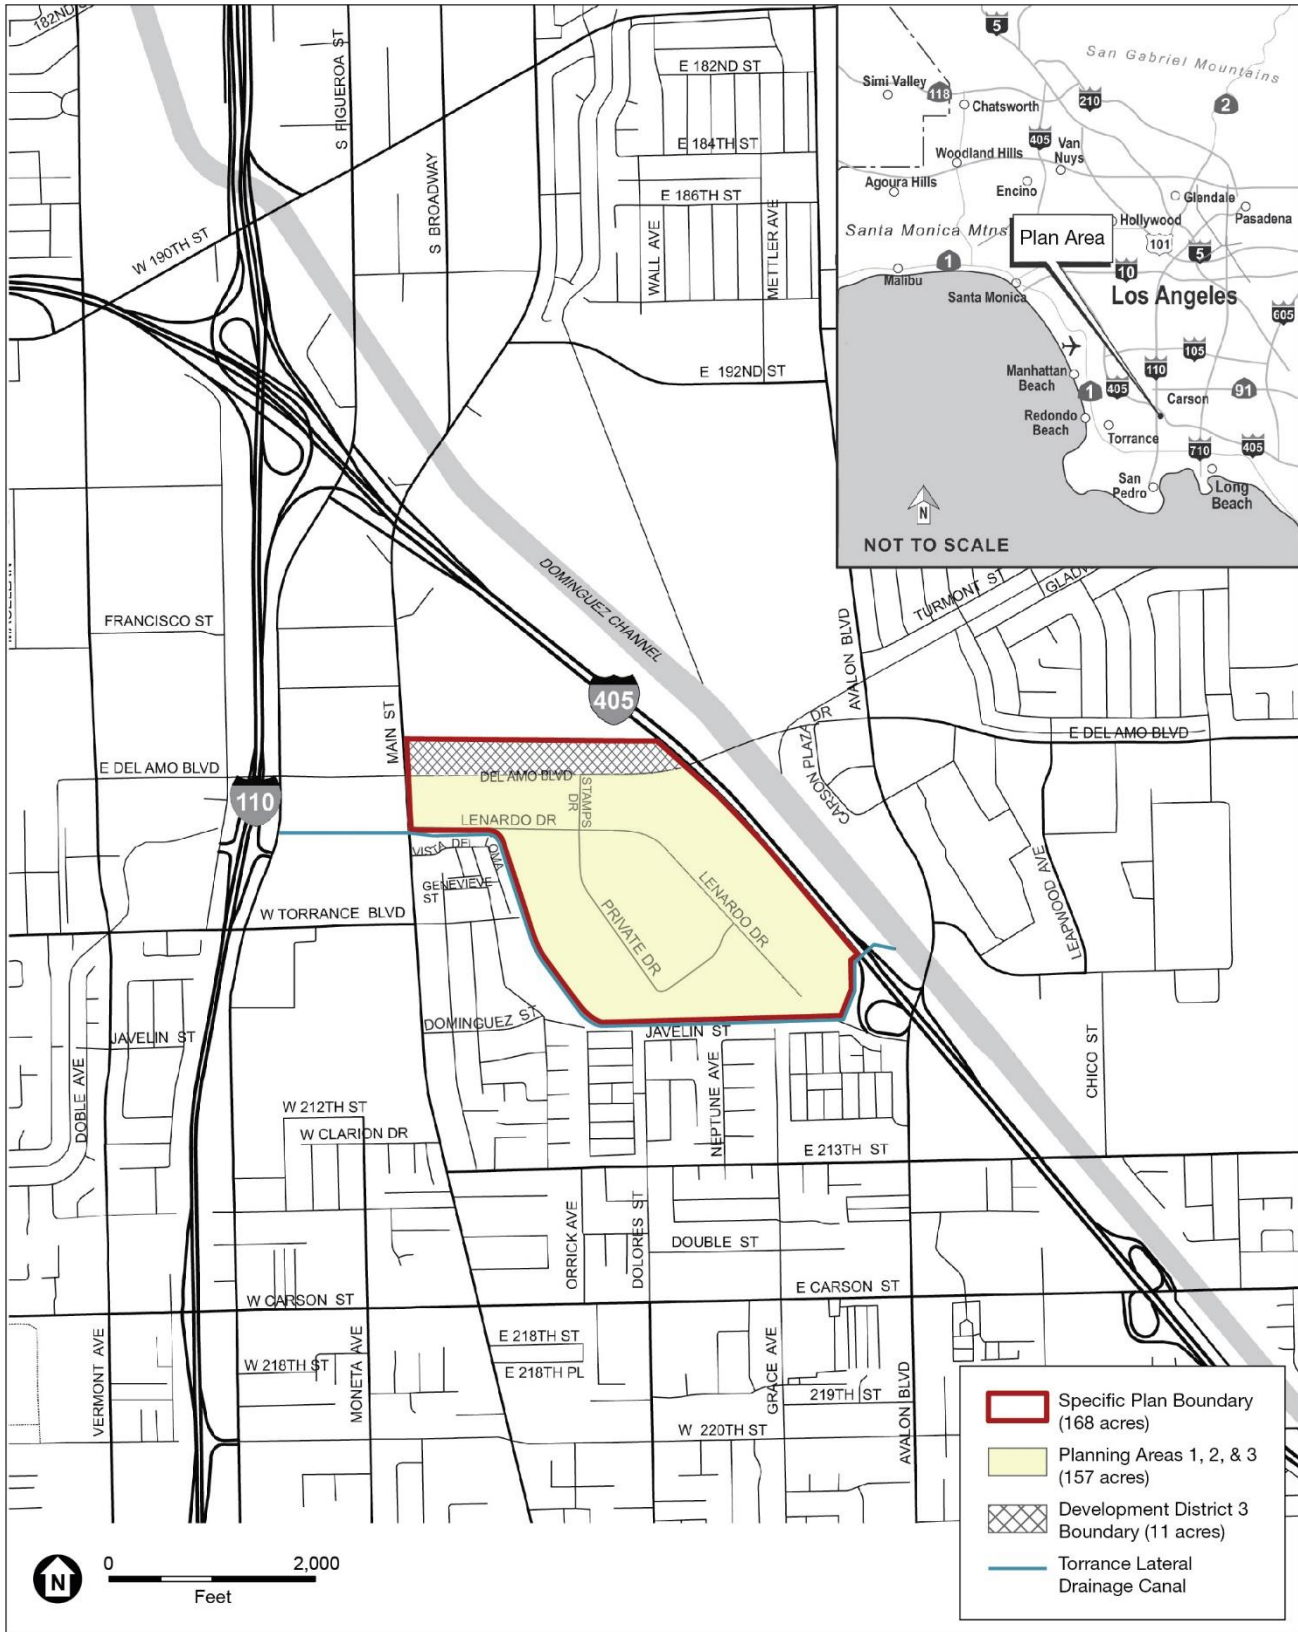 182ND ST
S FIGUEROA ST
S BROADWAY
E 182ND ST
E 184TH ST
E 186TH ST
WALL AVE
METTLER AVE
W 190TH ST
E 192ND ST
5
San Gabriel Mountains
Simi Valley
118
Chatsworth
210
2
405
Van
Nuys
Woodland Hills
Agoura Hills
Encino
Glendale
Pasadena
Hollywood
Santa Monica Mtns
Plan Area
101
5
1
10
Malibu
Santa Monica
Los Angeles
605
105
110
Manhattan
Beach
405
1
Carson
91
Redondo
Beach
Torrance
710
405
San
Pedro
Long
Beach
N
NOT TO SCALE
DOMINGUEZ CHANNEL
TURMONT ST
FRANCISCO ST
AVALON BLVD
405
MAIN ST
CARSON PLAZA DR
E DEL AMO BLVD
E DEL AMO BLVD
DEL AMO BLVD
110
STAMPS
DR
LENARDO DR
VISTA DEL LOMA
GENEVIEVE
ST
LENARDO DR
PRIVATE DR
LEAPWOOD AVE
W TORRANCE BLVD
DOMINGUEZ ST
JAVELIN ST
JAVELIN ST
DOBLE AVE
NEPTUNE AVE
CHICO ST
W 212TH ST
W CLARION DR
E 213TH ST
ORRICK AVE
DOLORES ST
DOUBLE ST
E CARSON ST
W CARSON ST
VERMONT AVE
MONETA AVE
W 218TH ST
E 218TH ST
E 218TH PL
GRACE AVE
219TH ST
AVALON BLVD
W 220TH ST
Specific Plan Boundary
(168 acres)
Planning Areas 1, 2, & 3
(157 acres)
Development District 3
Boundary (11 acres)
Torrance Lateral
Drainage Canal
N
0
2,000
Feet